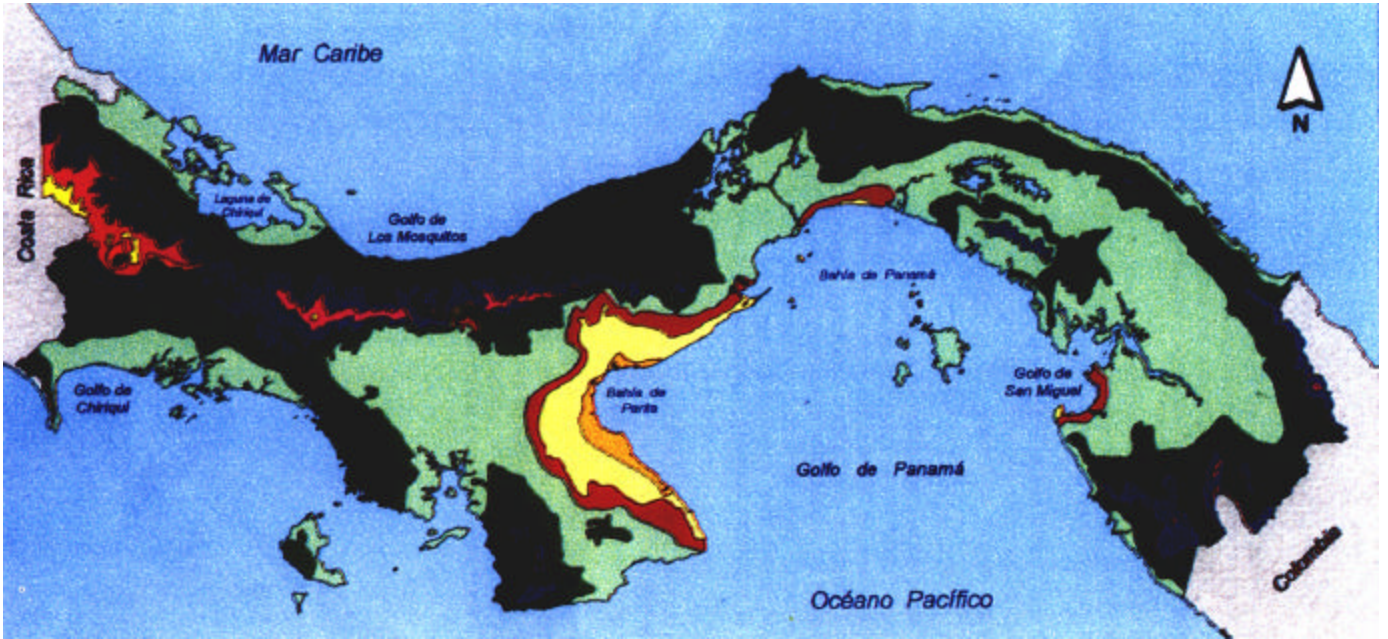 Mar Caribe
N
Costa Rica
Laguna de
Chiriquí
Golfo de
Los Mosquitos
Bahía de Panamá
Golfo de
Chiriquí
Bahía de
Parita
Golfo de
San Miguel
Golfo de Panamá
Océano Pacífico
Colombia